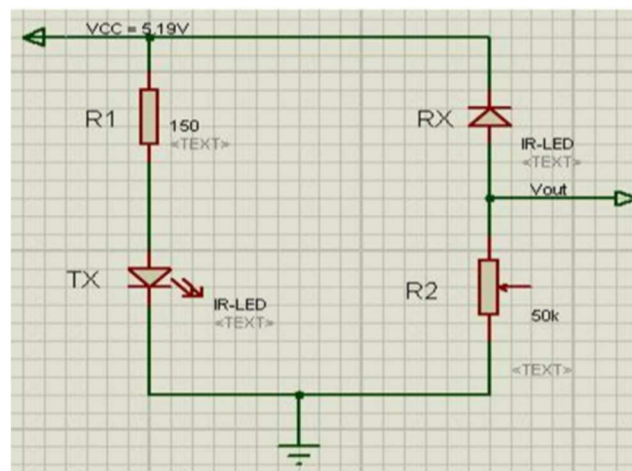 VCC = 5.19V
R1
150
<TEXT>
RX
IR-LED
<TEXT>
Vout
TX
IR-LED
<TEXT>
R2
50k
<TEXT>